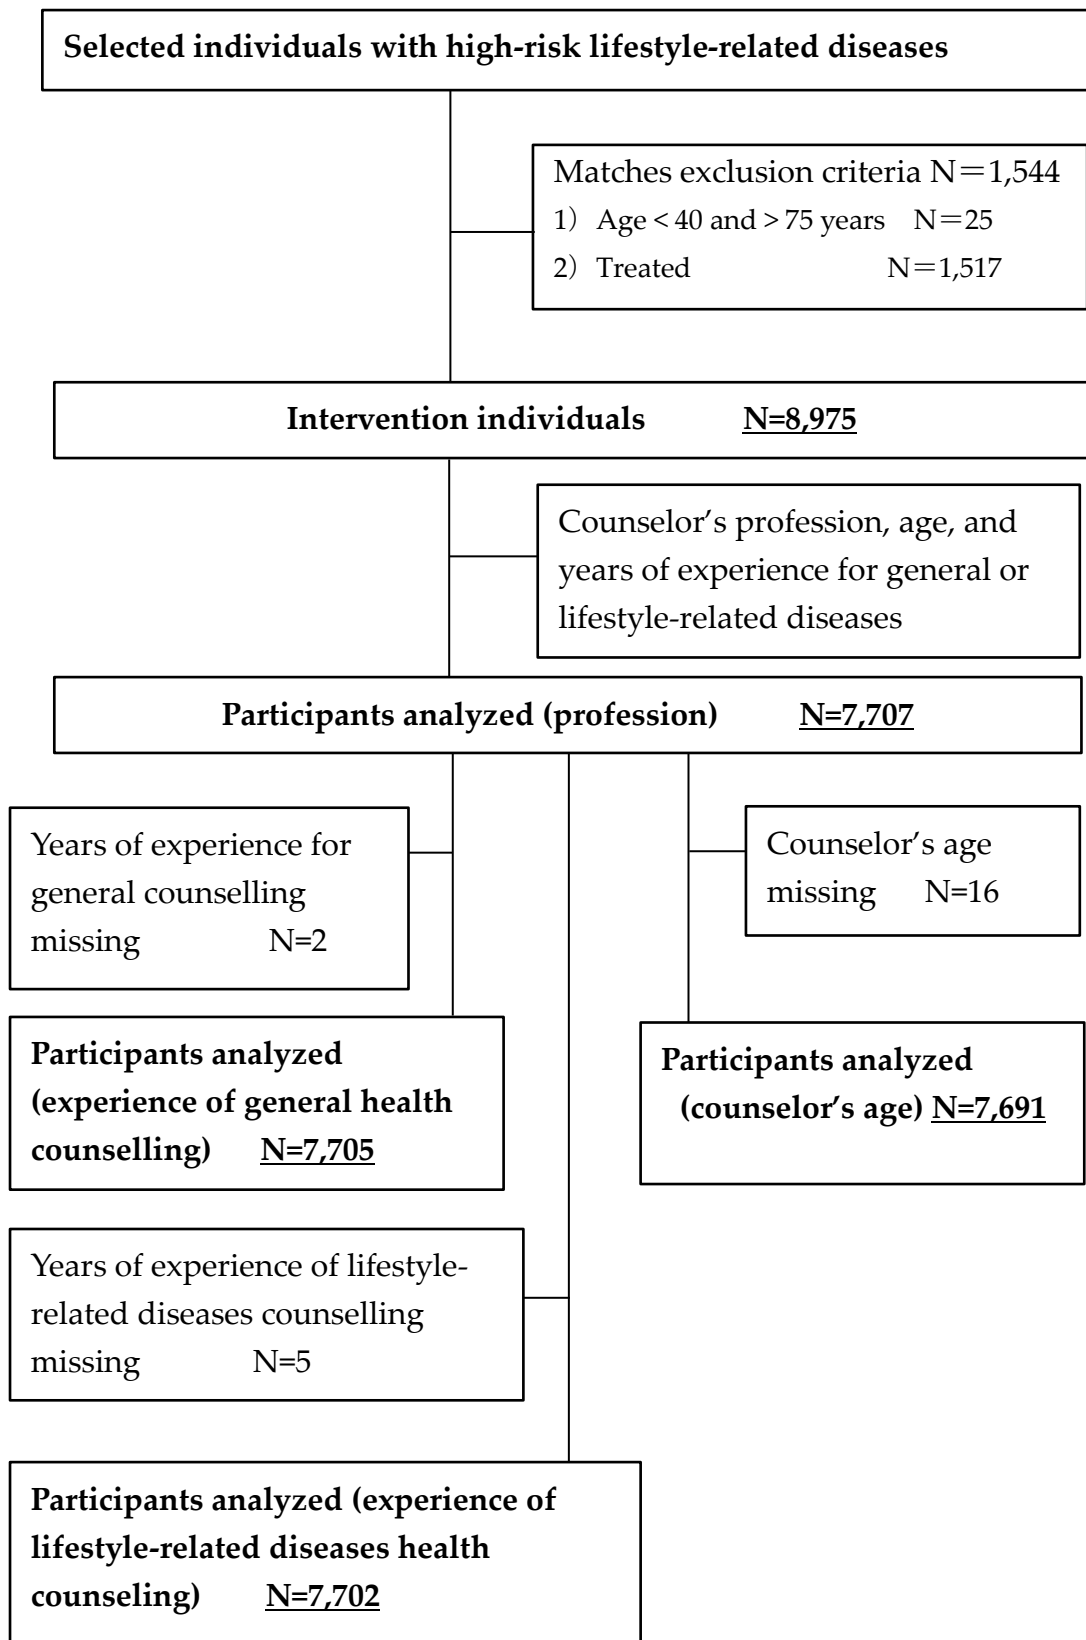 Selected individuals with high-risk lifestyle-related diseases
Matches exclusion criteria N＝1,544
1）Age < 40 and > 75 years N＝25
2）Treated N＝1,517
Intervention individuals N=8,975
Counselor’s profession, age, and
years of experience for general or
lifestyle-related diseases
Participants analyzed (profession) N=7,707
Years of experience for
general counselling
missing N=2
Counselor’s age
missing N=16
Participants analyzed
(experience of general health
counselling) N=7,705
Participants analyzed
(counselor’s age) N=7,691
Years of experience of lifestyle-
related diseases counselling
missing N=5
Participants analyzed (experience of
lifestyle-related diseases health
counseling) N=7,702